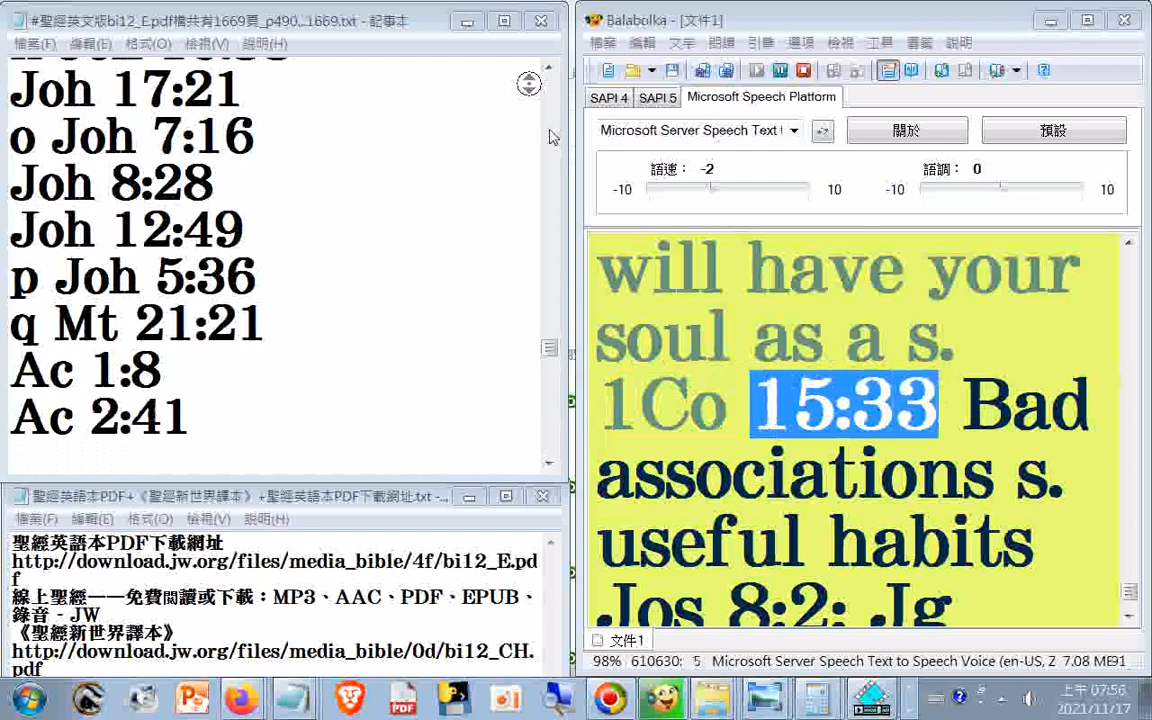 #聖經英文版bi12_E.pdf橫共有1669頁_p490,..1669.txt - 記事本
檔案(F) 編輯(E) 格式(O) 檢視(V) 說明(H)
Joh 17:21
o Joh 7:16
Joh 8:28
Joh 12:49
p Joh 5:36
q Mt 21:21
Ac 1:8
Ac 2:41
聖經英語本PDF+《聖經新世界譯本》+聖經英語本PDF下載網址.txt - ...
檔案(F) 編輯(E) 格式(O) 檢視(V) 說明(H)
聖經英語本PDF下載網址
http://download.jw.org/files/media_bible/4f/bi12_E.pd
f
線上聖經——免費閱讀或下載：MP3、AAC、PDF、EPUB、
錄音 - JW
《聖經新世界譯本》
http://download.jw.org/files/media_bible/0d/bi12_CH.
pdf
Balabolka - [文件1]
檔案 編輯 文字 朗讀 引擎 選項 檢視 工具 書籤 說明
SAPI 4 SAPI 5 Microsoft Speech Platform
Microsoft Server Speech Text
關於 預設
語速： -2 語調： 0
-10 10 -10 10
will have your
soul as a s.
1Co 15:33 Bad
associations s.
useful habits
Jos 8:2; Jg
文件1
98% 610630: 5 Microsoft Server Speech Text to Speech Voice (en-US, Z 7.08 ME91
上午 07:56
2021/11/17